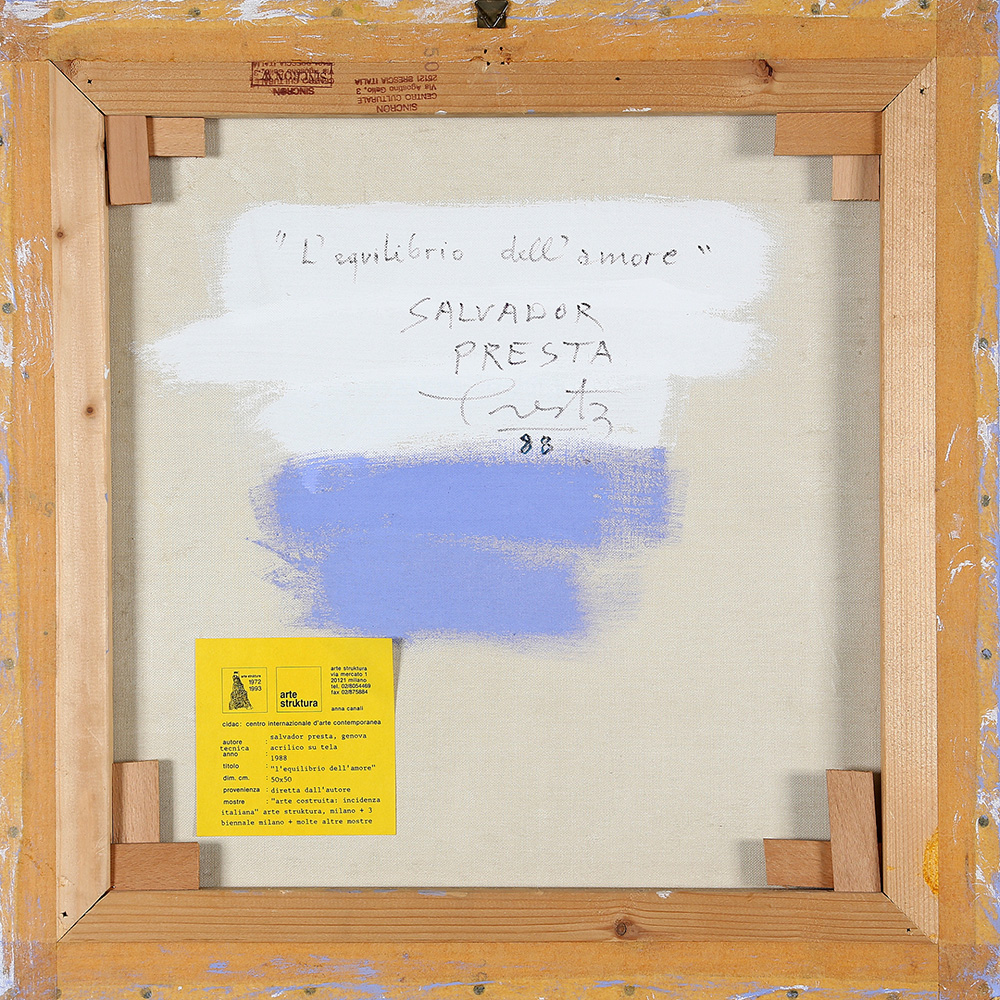 SINCRON
CENTRO CULTURALE
Via Agostino Gallo, 3
25121 BRESCIA ITALIA
50
SINCRON
"L'equilibrio dell'amore"
SALVADOR
PRESTA
Presta
88
arte struktura
1972
1993
arte
struktura
arte struktura
via mercato 1
20121 milano
tel. 02/8054469
fax 02/875884
anna canali
cidac: centro internazionale d'arte contemporanea
autore : salvador presta, genova
tecnica : acrilico su tela
anno : 1988
titolo : "l'equilibrio dell'amore"
dim. cm. : 50x50
provenienza : diretta dall'autore
mostre : "arte costruita: incidenza
italiana" arte struktura, milano + 3
biennale milano + molte altre mostre